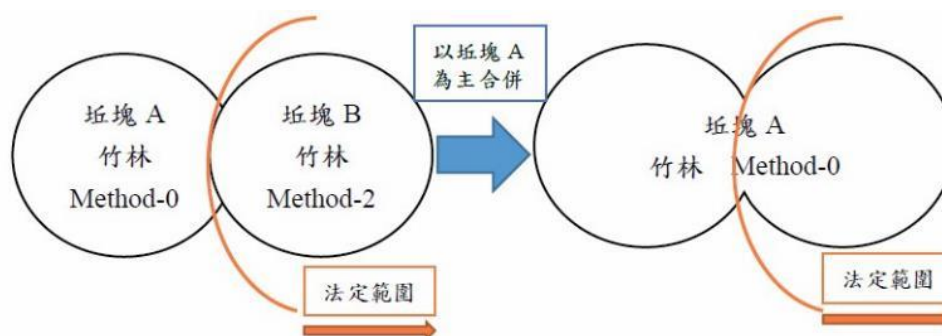 坵塊 A
竹林
Method-0
坵塊 B
竹林
Method-2
以坵塊 A
為主合併
坵塊 A
竹林 Method-0
法定範圍
法定範圍